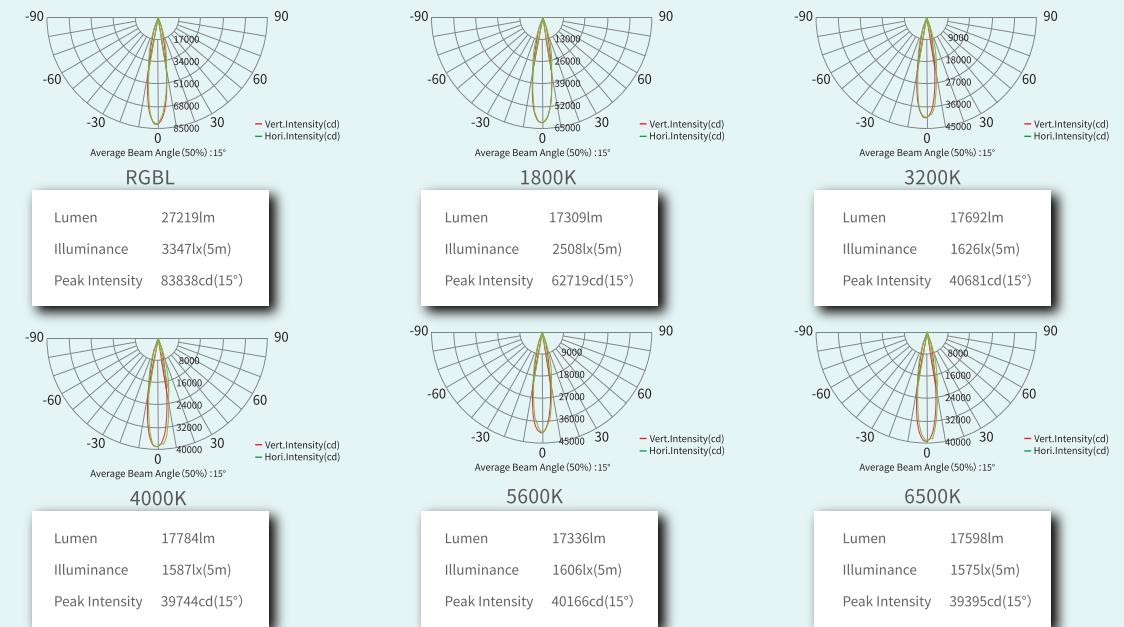 -90 90
17000
34000
-60 51000 60
68000
-30 30
85000
0
Vert.Intensity(cd)
Hori.Intensity(cd)
Average Beam Angle (50%) :15°
RGBL
Lumen 27219lm
Illuminance 3347lx(5m)
Peak Intensity 83838cd(15°)
-90 90
13000
26000
-60 39000 60
52000
-30 30
65000
0
Vert.Intensity(cd)
Hori.Intensity(cd)
Average Beam Angle (50%) :15°
1800K
Lumen 17309lm
Illuminance 2508lx(5m)
Peak Intensity 62719cd(15°)
-90 90
9000
18000
-60 27000 60
36000
-30 30
45000
0
Vert.Intensity(cd)
Hori.Intensity(cd)
Average Beam Angle (50%) :15°
3200K
Lumen 17692lm
Illuminance 1626lx(5m)
Peak Intensity 40681cd(15°)
-90 90
8000
16000
-60 24000 60
32000
-30 30
40000
0
Vert.Intensity(cd)
Hori.Intensity(cd)
Average Beam Angle (50%) :15°
4000K
Lumen 17784lm
Illuminance 1587lx(5m)
Peak Intensity 39744cd(15°)
-90 90
9000
18000
-60 27000 60
36000
-30 30
45000
0
Vert.Intensity(cd)
Hori.Intensity(cd)
Average Beam Angle (50%) :15°
5600K
Lumen 17336lm
Illuminance 1606lx(5m)
Peak Intensity 40166cd(15°)
-90 90
8000
16000
-60 24000 60
32000
-30 30
40000
0
Vert.Intensity(cd)
Hori.Intensity(cd)
Average Beam Angle (50%) :15°
6500K
Lumen 17598lm
Illuminance 1575lx(5m)
Peak Intensity 39395cd(15°)